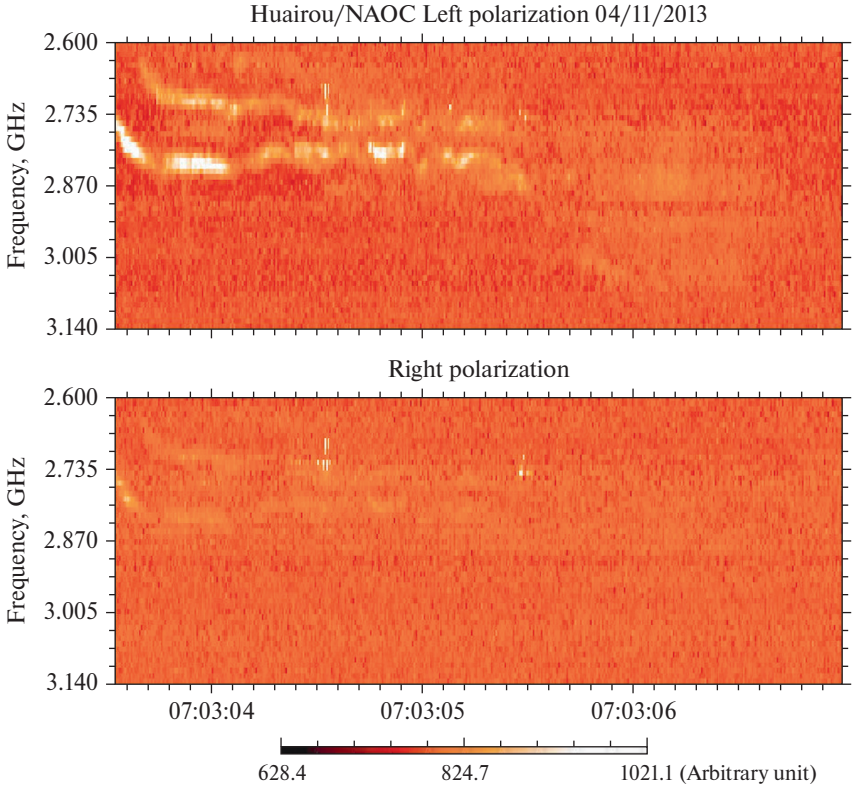 Huairou/NAOC Left polarization 04/11/2013
Frequency, GHz
2.600
2.735
2.870
3.005
3.140
Right polarization
Frequency, GHz
2.600
2.735
2.870
3.005
3.140
07:03:04 07:03:05 07:03:06
628.4 824.7 1021.1 (Arbitrary unit)